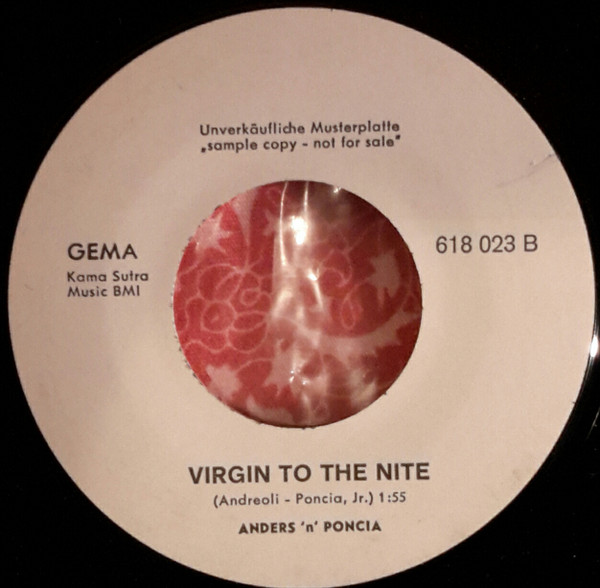 Unverkäufliche Musterplatte
„sample copy - not for sale"
GEMA
Kama Sutra
Music BMI
618 023 B
VIRGIN TO THE NITE
(Andreoli - Poncia, Jr.) 1:55
ANDERS 'n' PONCIA